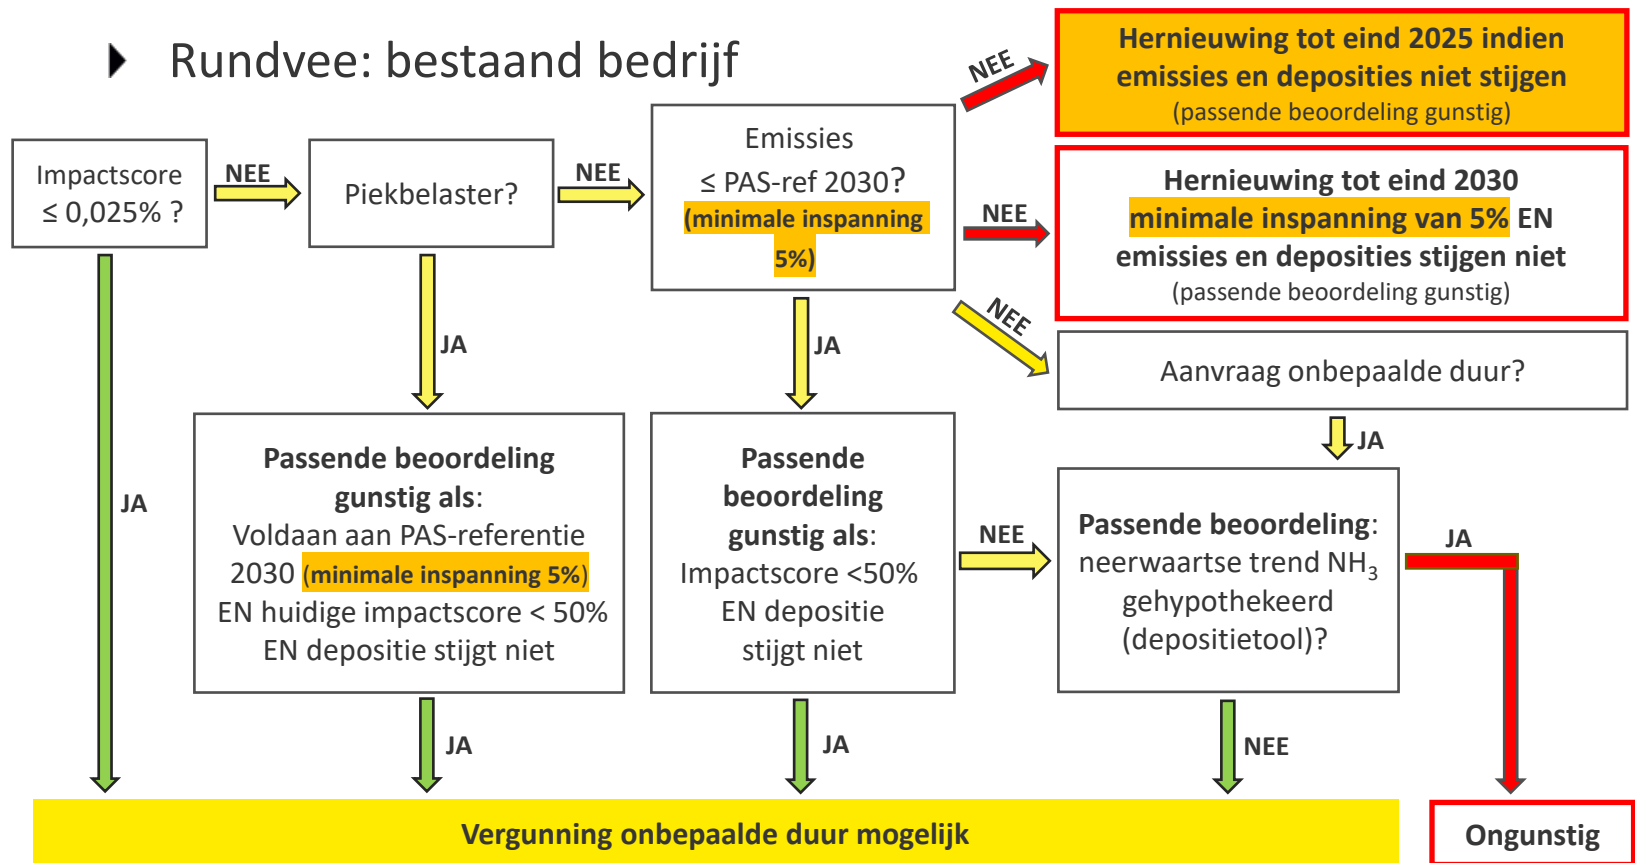 Rundvee: bestaand bedrijf
Impactscore
≤ 0,025% ?
NEE
Piekbelaster?
NEE
Emissies
≤ PAS-ref 2030?
(minimale inspanning
5%)
NEE
Hernieuwing tot eind 2025 indien
emissies en deposities niet stijgen
(passende beoordeling gunstig)
NEE
Hernieuwing tot eind 2030
minimale inspanning van 5% EN
emissies en deposities stijgen niet
(passende beoordeling gunstig)
NEE
Aanvraag onbepaalde duur?
JA
JA
JA
JA
Passende beoordeling
gunstig als:
Voldaan aan PAS-referentie
2030 (minimale inspanning 5%)
EN huidige impactscore < 50%
EN depositie stijgt niet
Passende
beoordeling
gunstig als:
Impactscore <50%
EN depositie
stijgt niet
NEE
Passende beoordeling:
neerwaartse trend NH3
gehypothekeerd
(depositietool)?
JA
JA
JA
NEE
Vergunning onbepaalde duur mogelijk
Ongunstig